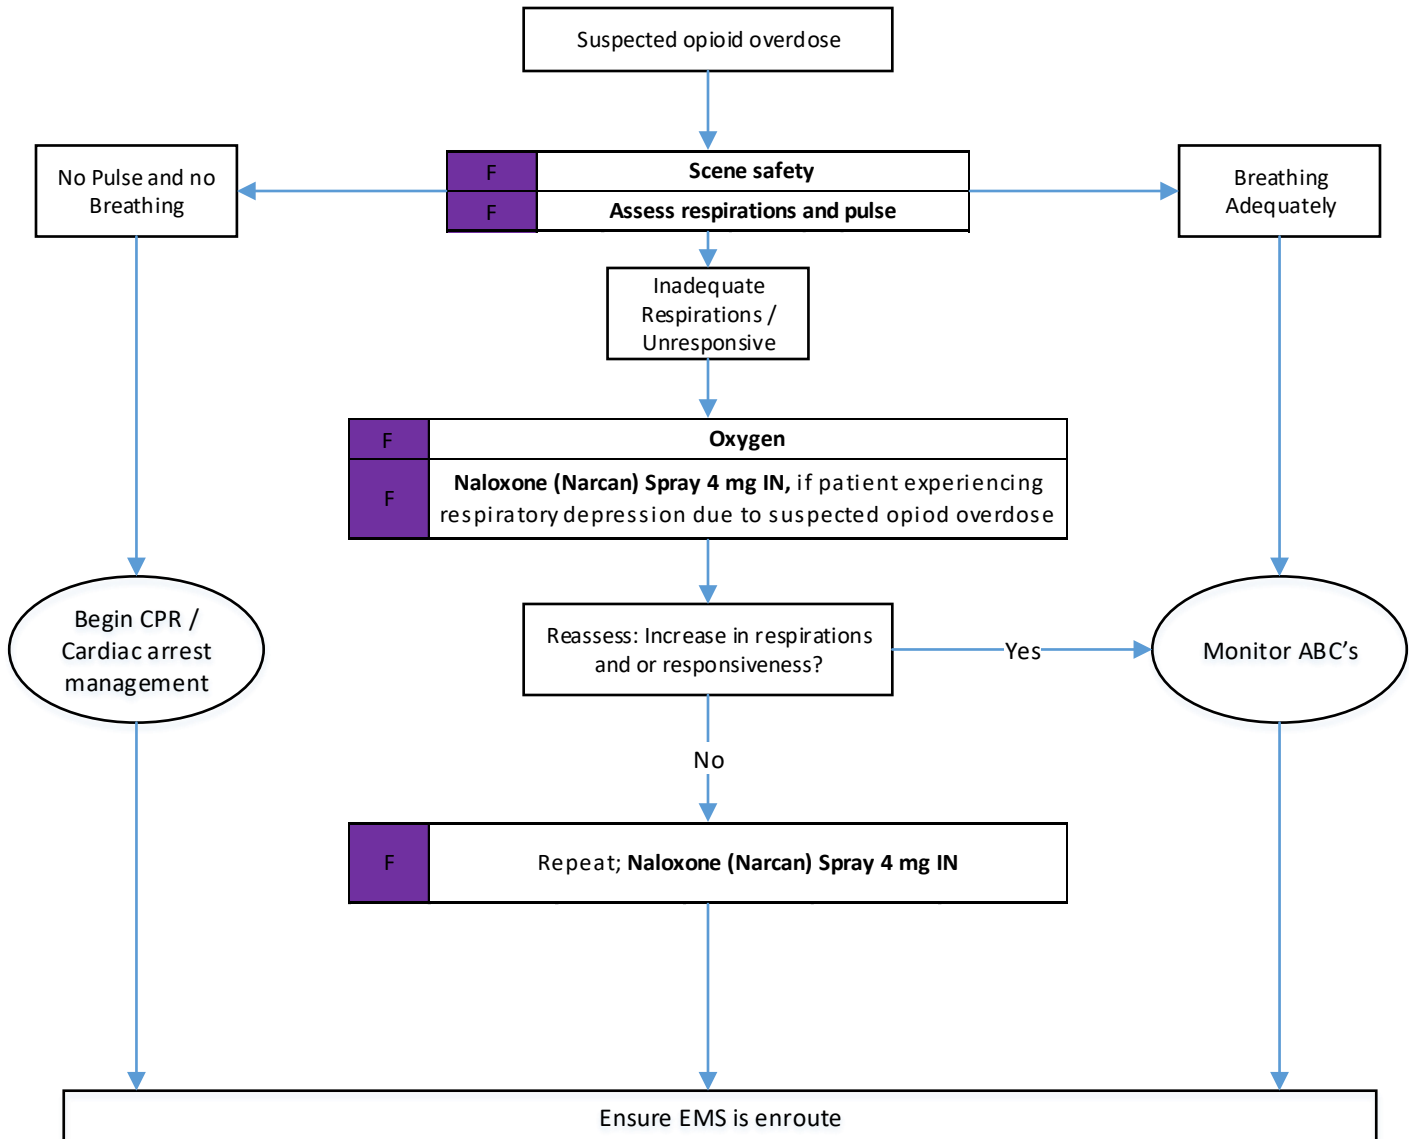 Suspected opioid overdose
No Pulse and no
Breathing
F
Scene safety
F
Assess respirations and pulse
Breathing
Adequately
Inadequate
Respirations /
Unresponsive
F
Oxygen
F
Naloxone (Narcan) Spray 4 mg IN, if patient experiencing
respiratory depression due to suspected opiod overdose
Begin CPR /
Cardiac arrest
management
Reassess: Increase in respirations
and or responsiveness?
Yes
Monitor ABC’s
No
F
Repeat; Naloxone (Narcan) Spray 4 mg IN
Ensure EMS is enroute